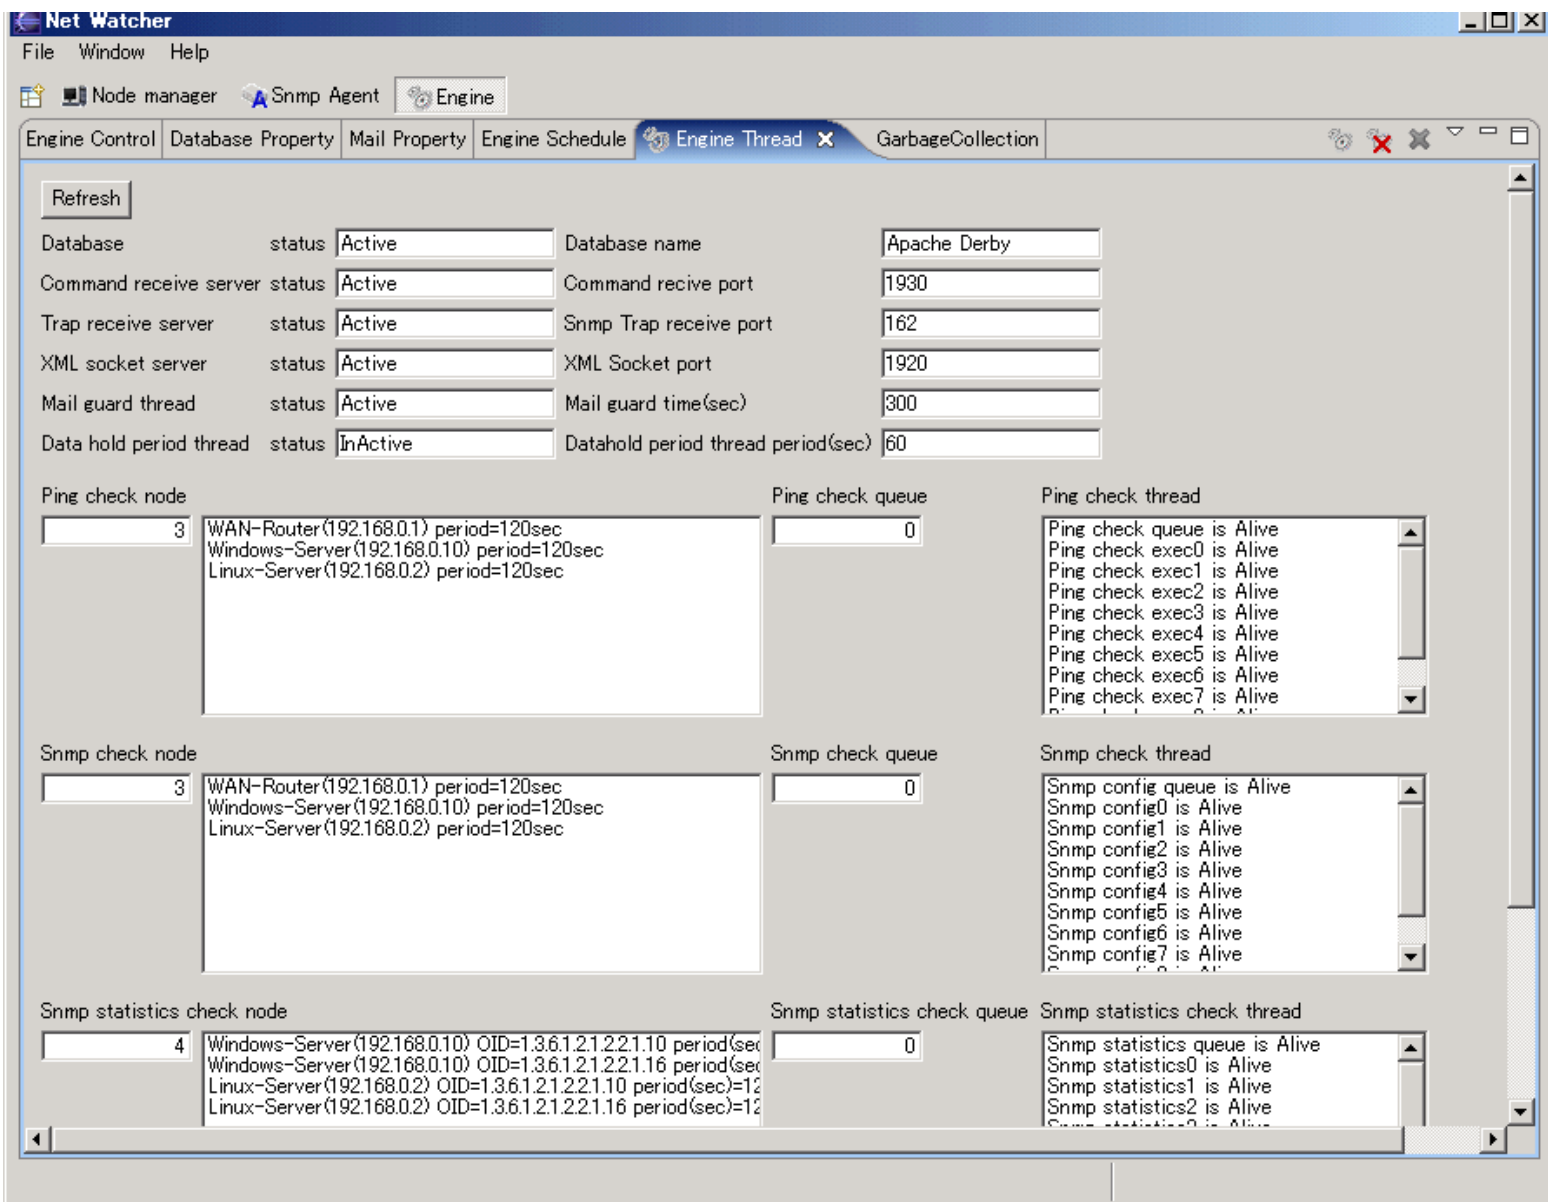 Net Watcher
File Window Help
Node manager Snmp Agent Engine
Engine Control Database Property Mail Property Engine Schedule Engine Thread GarbageCollection
Refresh
Database status Active Database name Apache Derby
Command receive server status Active Command recive port 1930
Trap receive server status Active Snmp Trap receive port 162
XML socket server status Active XML Socket port 1920
Mail guard thread status Active Mail guard time(sec) 300
Data hold period thread status InActive Datahold period thread period(sec) 60
Ping check node Ping check queue Ping check thread
3 WAN-Router(192.168.0.1) period=120sec 0 Ping check queue is Alive
Windows-Server(192.168.0.10) period=120sec Ping check exec0 is Alive
Linux-Server(192.168.0.2) period=120sec Ping check exec1 is Alive
Ping check exec2 is Alive
Ping check exec3 is Alive
Ping check exec4 is Alive
Ping check exec5 is Alive
Ping check exec6 is Alive
Ping check exec7 is Alive
Snmp check node Snmp check queue Snmp check thread
3 WAN-Router(192.168.0.1) period=120sec 0 Snmp config queue is Alive
Windows-Server(192.168.0.10) period=120sec Snmp config0 is Alive
Linux-Server(192.168.0.2) period=120sec Snmp config1 is Alive
Snmp config2 is Alive
Snmp config3 is Alive
Snmp config4 is Alive
Snmp config5 is Alive
Snmp config6 is Alive
Snmp config7 is Alive
Snmp statistics check node Snmp statistics check queue Snmp statistics check thread
4 Windows-Server(192.168.0.10) OID=1.3.6.1.2.1.2.2.1.10 period(sec 0 Snmp statistics queue is Alive
Windows-Server(192.168.0.10) OID=1.3.6.1.2.1.2.2.1.16 period(sec Snmp statistics0 is Alive
Linux-Server(192.168.0.2) OID=1.3.6.1.2.1.2.2.1.10 period(sec)=12 Snmp statistics1 is Alive
Linux-Server(192.168.0.2) OID=1.3.6.1.2.1.2.2.1.16 period(sec)=12 Snmp statistics2 is Alive